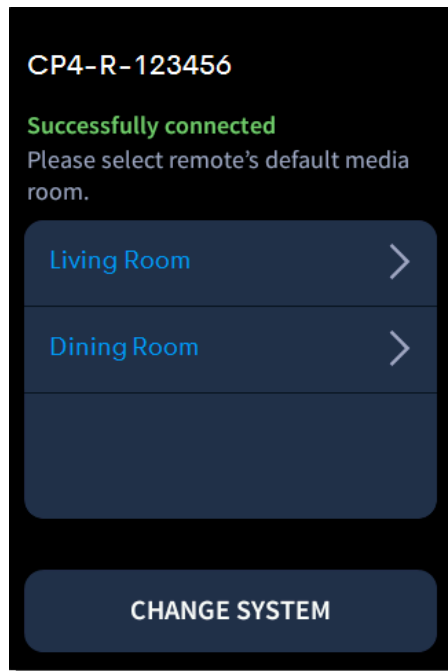 CP4-R-123456
Successfully connected
Please select remote’s default media
room.
Living Room
Dining Room
CHANGE SYSTEM